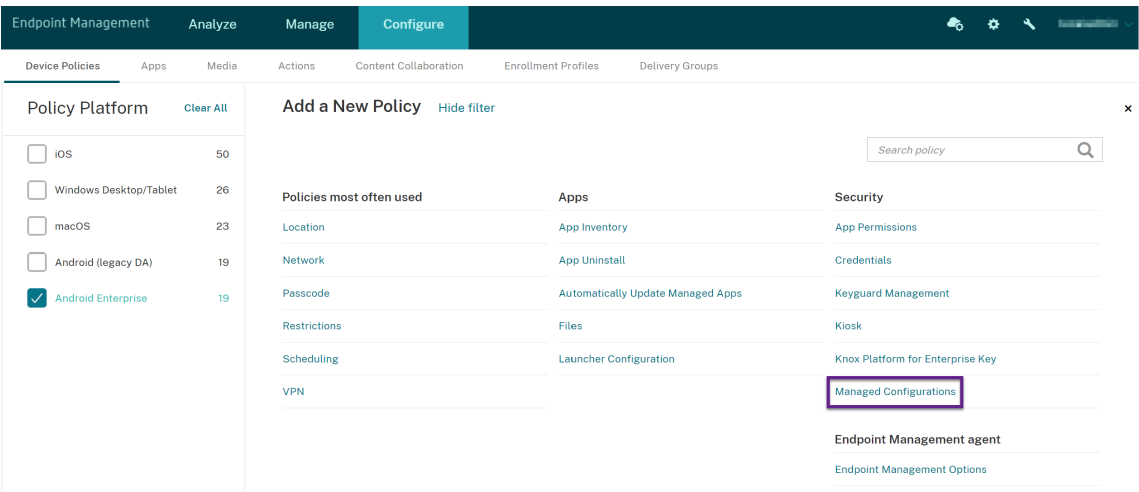 Endpoint Management Analyze Manage Configure
Device Policies Apps Media Actions Content Collaboration Enrollment Profiles Delivery Groups
Policy Platform Clear All
iOS 50
Windows Desktop/Tablet 26
macOS 23
Android (legacy DA) 19
Android Enterprise 19
Add a New Policy Hide filter
Search policy
Policies most often used
Location
Network
Passcode
Restrictions
Scheduling
VPN
Apps
App Inventory
App Uninstall
Automatically Update Managed Apps
Files
Launcher Configuration
Security
App Permissions
Credentials
Keyguard Management
Kiosk
Knox Platform for Enterprise Key
Managed Configurations
Endpoint Management agent
Endpoint Management Options